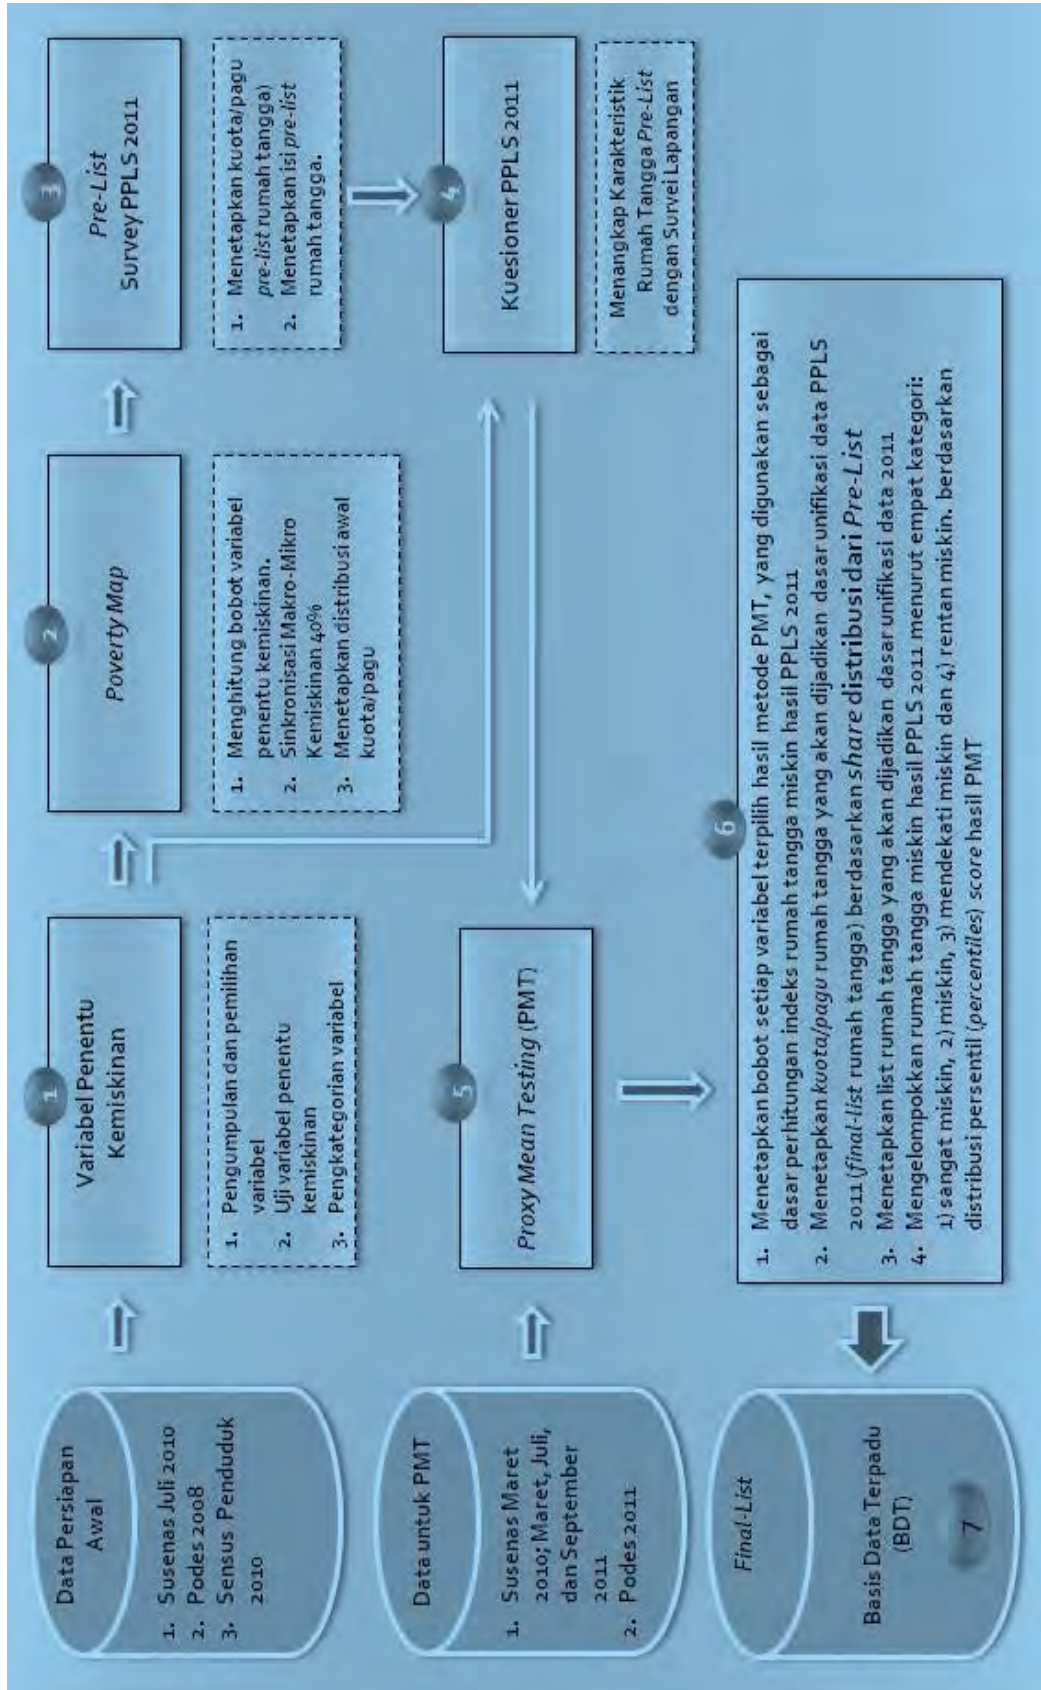 Data Persiapan
Awal
1. Susenas Juli 2010
2. Podes 2008
3. Sensus Penduduk
2010
1
Variabel Penentu
Kemiskinan
1. Pengumpulan dan pemilihan
variabel
2. Uji variabel penentu
kemiskinan
3. Pengkategorian variabel
2
Poverty Map
1. Menghitung bobot variabel
penentu kemiskinan.
2. Sinkronisasi Makro-Mikro
Kemiskinan 40%
3. Menetapkan distribusi awal
kuota/pagu
3
Pre-List
Survey PPLS 2011
1. Menetapkan kuota/pagu
pre-list rumah tangga)
2. Menetapkan isi pre-list
rumah tangga.
4
Kuesioner PPLS 2011
Menangkap Karakteristik
Rumah Tangga Pre-List
dengan Survei Lapangan
Data untuk PMT
1. Susenas Maret
2010; Maret, Juli,
dan September
2011
2. Podes 2011
5
Proxy Mean Testing (PMT)
6
1. Menetapkan bobot setiap variabel terpilih hasil metode PMT, yang digunakan sebagai
dasar perhitungan indeks rumah tangga miskin hasil PPLS 2011
2. Menetapkan kuota/pagu rumah tangga yang akan dijadikan dasar unifikasi data PPLS
2011 (final-list rumah tangga) berdasarkan share distribusi dari Pre-List
3. Menetapkan list rumah tangga yang akan dijadikan dasar unifikasi data 2011
4. Mengelompokkan rumah tangga miskin hasil PPLS 2011 menurut empat kategori:
1) sangat miskin, 2) miskin, 3) mendekati miskin dan 4) rentan miskin. berdasarkan
distribusi persentil (percentiles) score hasil PMT
Final-List
Basis Data Terpadu
(BDT)
7